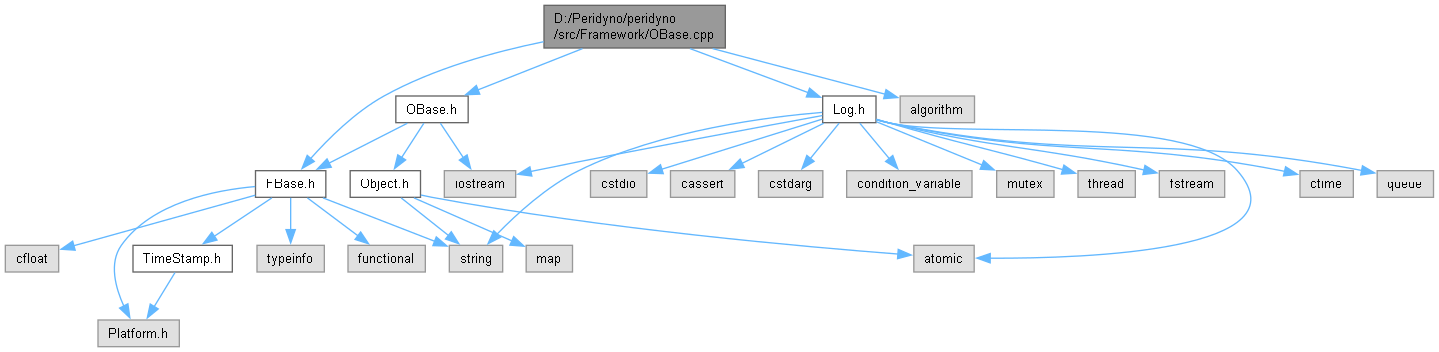 D:/Peridyno/peridyno
/src/Framework/OBase.cpp
OBase.h
Log.h
algorithm
FBase.h
Object.h
iostream
cstdio
cassert
cstdarg
condition_variable
mutex
thread
fstream
ctime
queue
cfloat
TimeStamp.h
typeinfo
functional
string
map
atomic
Platform.h